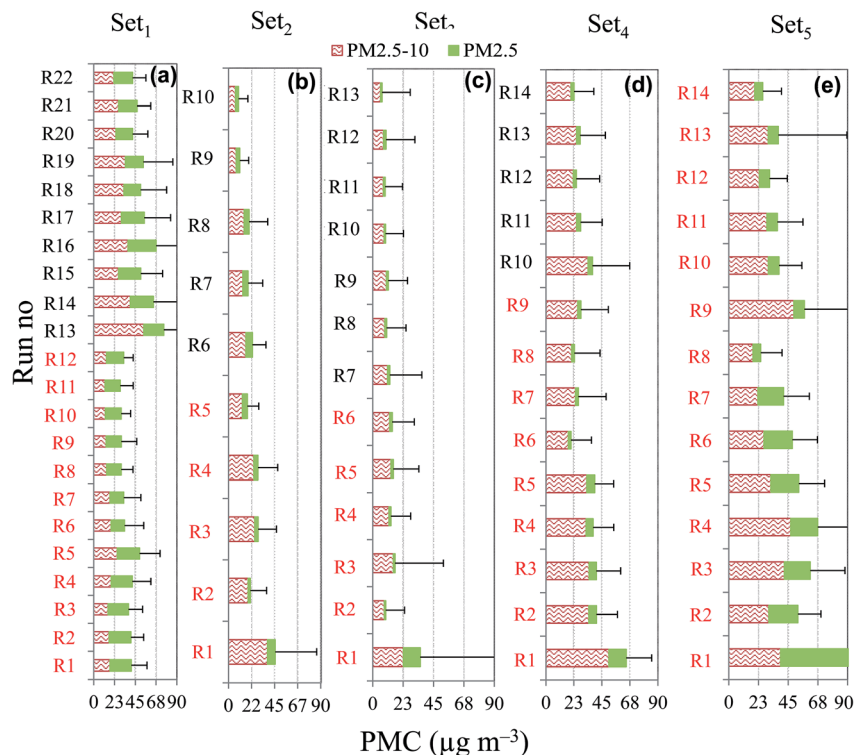 Set1 Set2 Set4 Set5
PM2.5-10 PM2.5
(a)
(b)
(c)
(d)
(e)
Run no
R22
R21
R20
R19
R18
R17
R16
R15
R14
R13
R12
R11
R10
R9
R8
R7
R6
R5
R4
R3
R2
R1
0 23 45 68 90
R10
R9
R8
R7
R6
R5
R4
R3
R2
R1
0 22 45 67 90
R13
R12
R11
R10
R9
R8
R7
R6
R5
R4
R3
R2
R1
0 23 45 68 90
R14
R13
R12
R11
R10
R9
R8
R7
R6
R5
R4
R3
R2
R1
0 23 45 68 90
R14
R13
R12
R11
R10
R9
R8
R7
R6
R5
R4
R3
R2
R1
0 23 45 68 90
PMC (µg m–3)